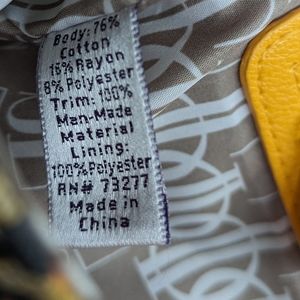 Body: 76%
Cotton
16% Rayon
8% Polyester
Trim: 100%
Man-Made
Material
Lining:
100% Polyester
RN# 73277
Made in
China